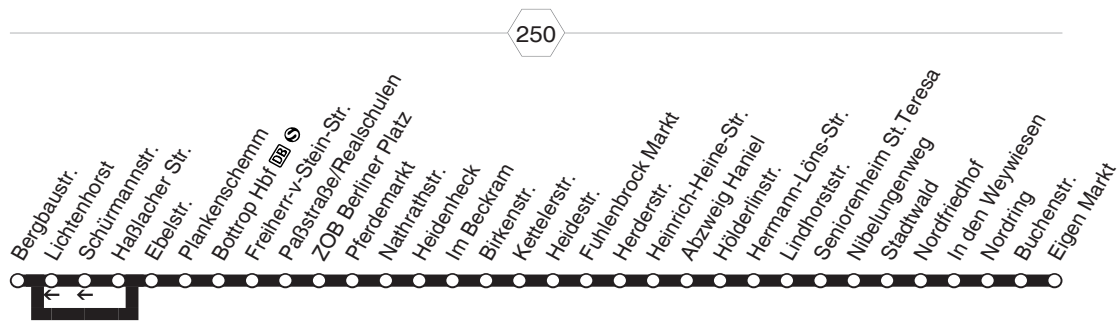 250
Bergbaustr.
Lichtenhorst
Schürmannstr.
Haßlacher Str.
Ebelstr.
Plankenschemm
Bottrop Hbf DB S
Freiherr-v-Stein-Str.
Paßstraße/Realschulen
ZOB Berliner Platz
Pferdemarkt
Nathrathstr.
Heidenheck
Im Beckram
Birkenstr.
Kettelerstr.
Heidestr.
Fuhlenbrock Markt
Herderstr.
Heinrich-Heine-Str.
Abzweig Haniel
Hölderlinstr.
Hermann-Löns-Str.
Lindhorststr.
Seniorenheim St.Teresa
Nibelungenweg
Stadtwald
Nordfriedhof
In den Weywiesen
Nordring
Buchenstr.
Eigen Markt